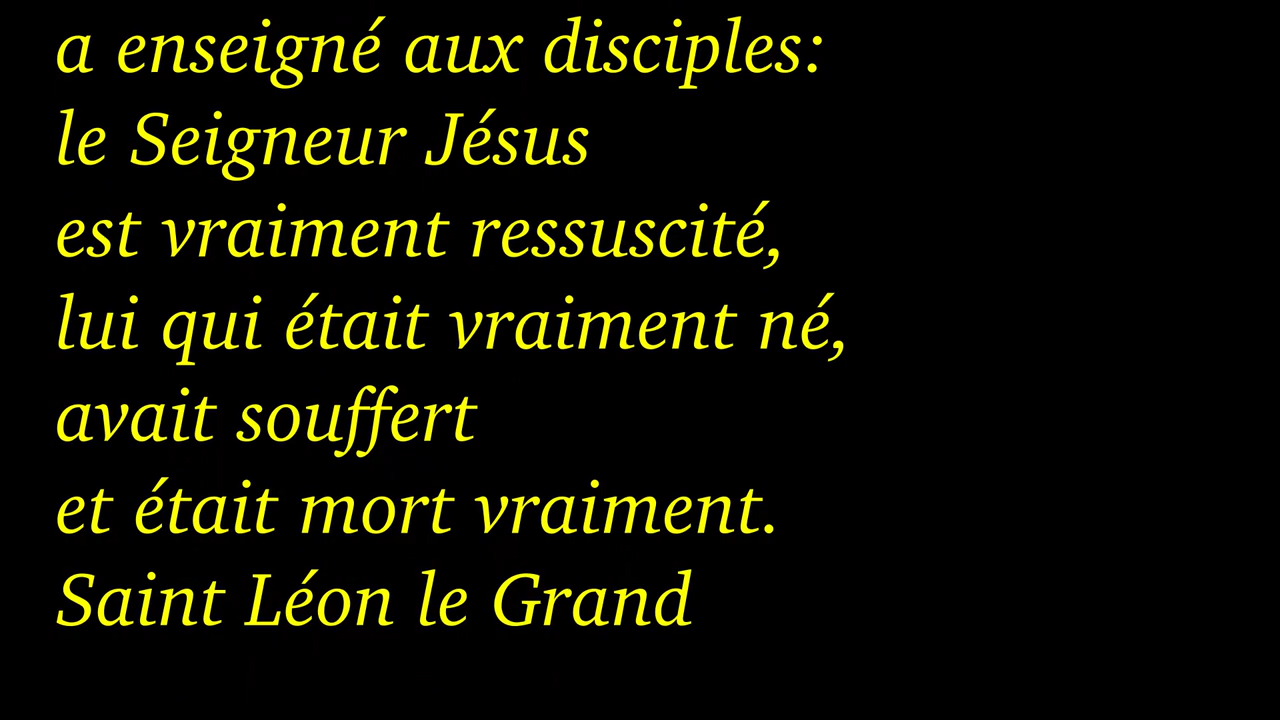 a enseigné aux disciples:
le Seigneur Jésus
est vraiment ressuscité,
lui qui était vraiment né,
avait souffert
et était mort vraiment.
Saint Léon le Grand